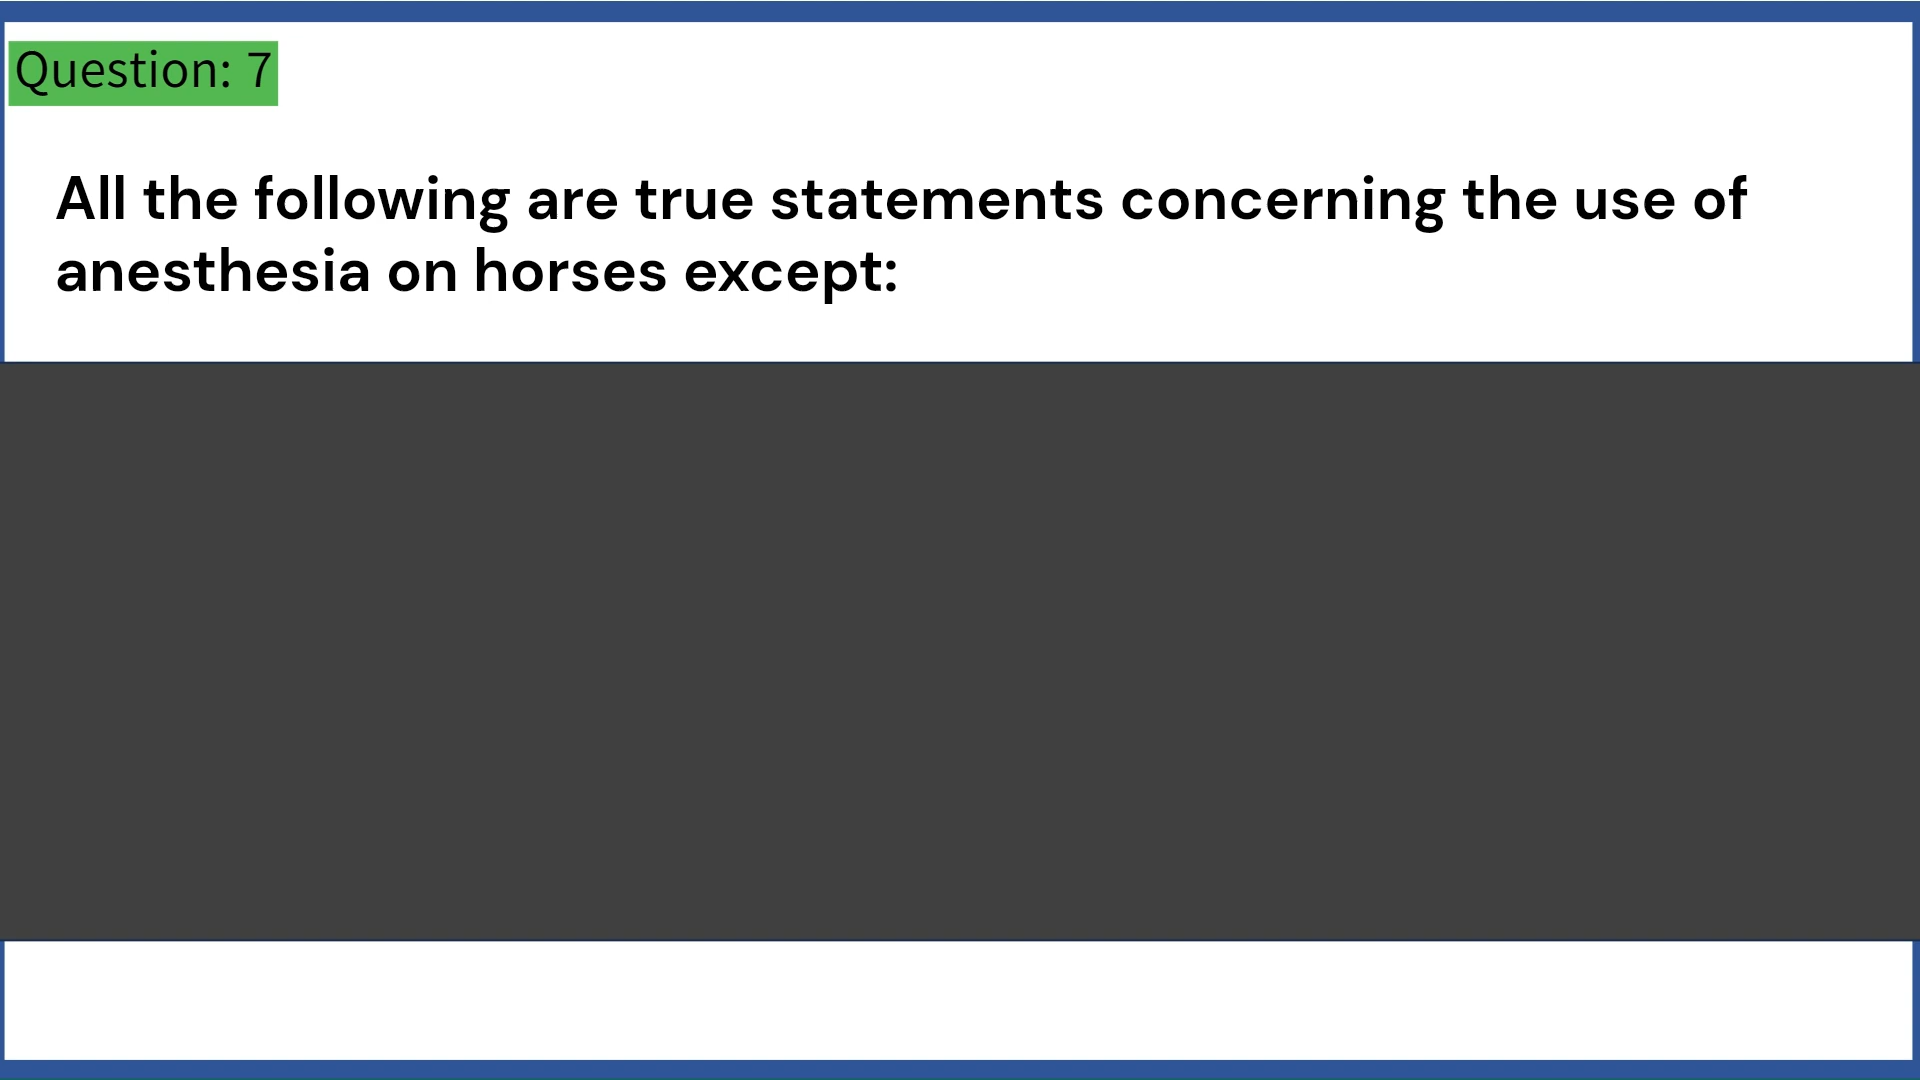 Question: 7
All the following are true statements concerning the use of
anesthesia on horses except: